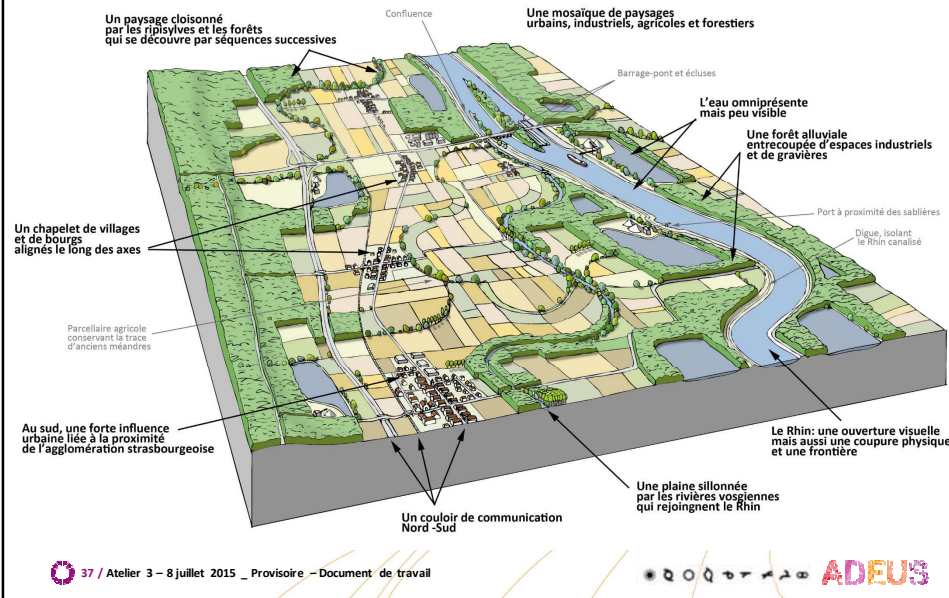 Un paysage cloisonné
par les ripisylves et les forêts
qui se découvre par séquences successives
Confluence
Une mosaïque de paysages
urbains, industriels, agricoles et forestiers
Barrage-pont et écluses
L'eau omniprésente
mais peu visible
Une forêt alluviale
entrecoupée d'espaces industriels
et de gravières
Port à proximité des sablières
Digue, isolant
le Rhin canalisé
Un chapelet de villages
et de bourgs
alignés le long des axes
Parcellaire agricole
conservant la trace
d'anciens méandres
Au sud, une forte influence
urbaine liée à la proximité
de l'agglomération strasbourgeoise
Le Rhin: une ouverture visuelle
mais aussi une coupure physique
et une frontière
Une plaine sillonnée
par les rivières vosgiennes
qui rejoingnent le Rhin
Un couloir de communication
Nord -Sud
37 / Atelier 3 – 8 juillet 2015 _ Provisoire – Document de travail
ADEUS